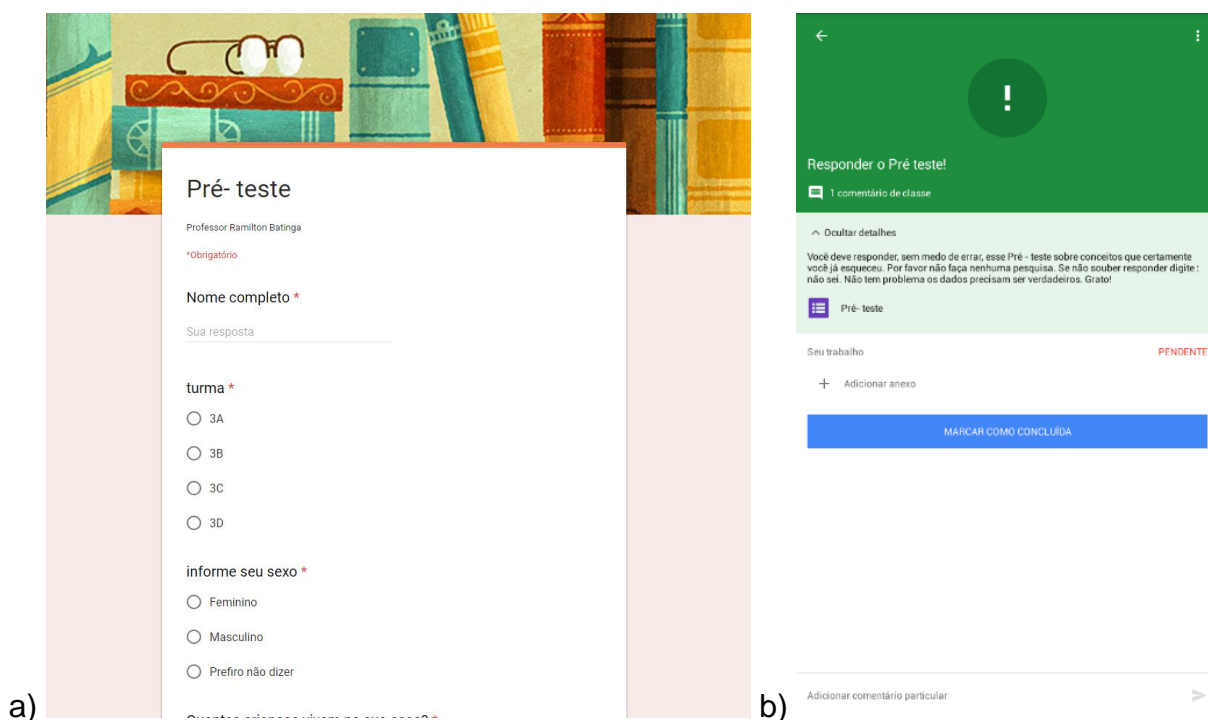 Pré- teste
Professor Ramilton Batinga
*Obrigatório
Nome completo *
Sua resposta
turma *
3A
3B
3C
3D
informe seu sexo *
Feminino
Masculino
Prefiro não dizer
a)
Responder o Pré teste!
1 comentário de classe
Ocultar detalhes
Você deve responder, sem medo de errar, esse Pré - teste sobre conceitos que certamente
você já esqueceu. Por favor não faça nenhuma pesquisa. Se não souber responder digite :
não sei. Não tem problema os dados precisam ser verdadeiros. Grato!
Pré- teste
Seu trabalho PENDENTE
Adicionar anexo
MARCAR COMO CONCLUÍDA
Adicionar comentário particular
b)